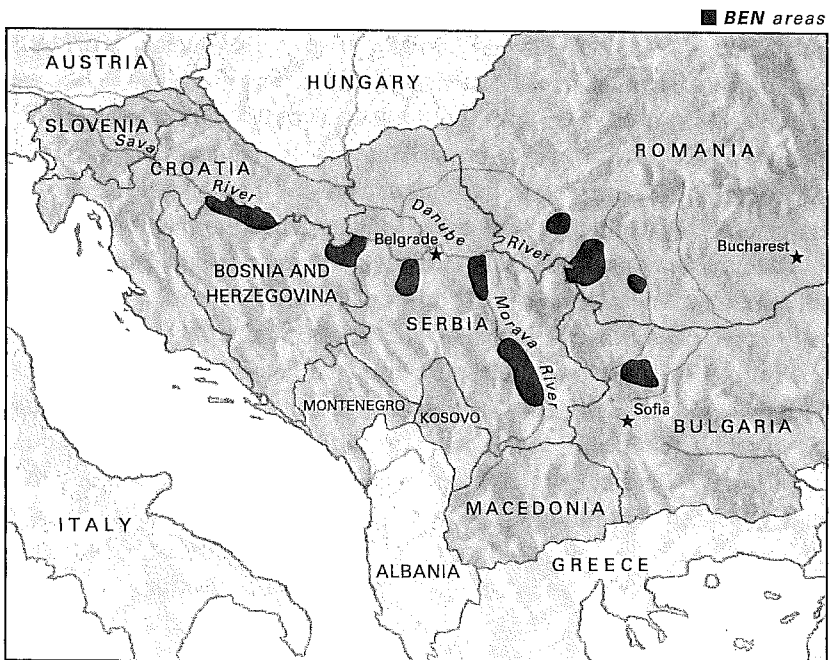 BEN areas
AUSTRIA
HUNGARY
SLOVENIA
Sava
CROATIA
River
ROMANIA
Danube
River
Belgrade
Bucharest
BOSNIA AND
HERZEGOVINA
SERBIA
Morava
River
MONTENEGRO
KOSOVO
Sofia
BULGARIA
ITALY
MACEDONIA
ALBANIA
GREECE